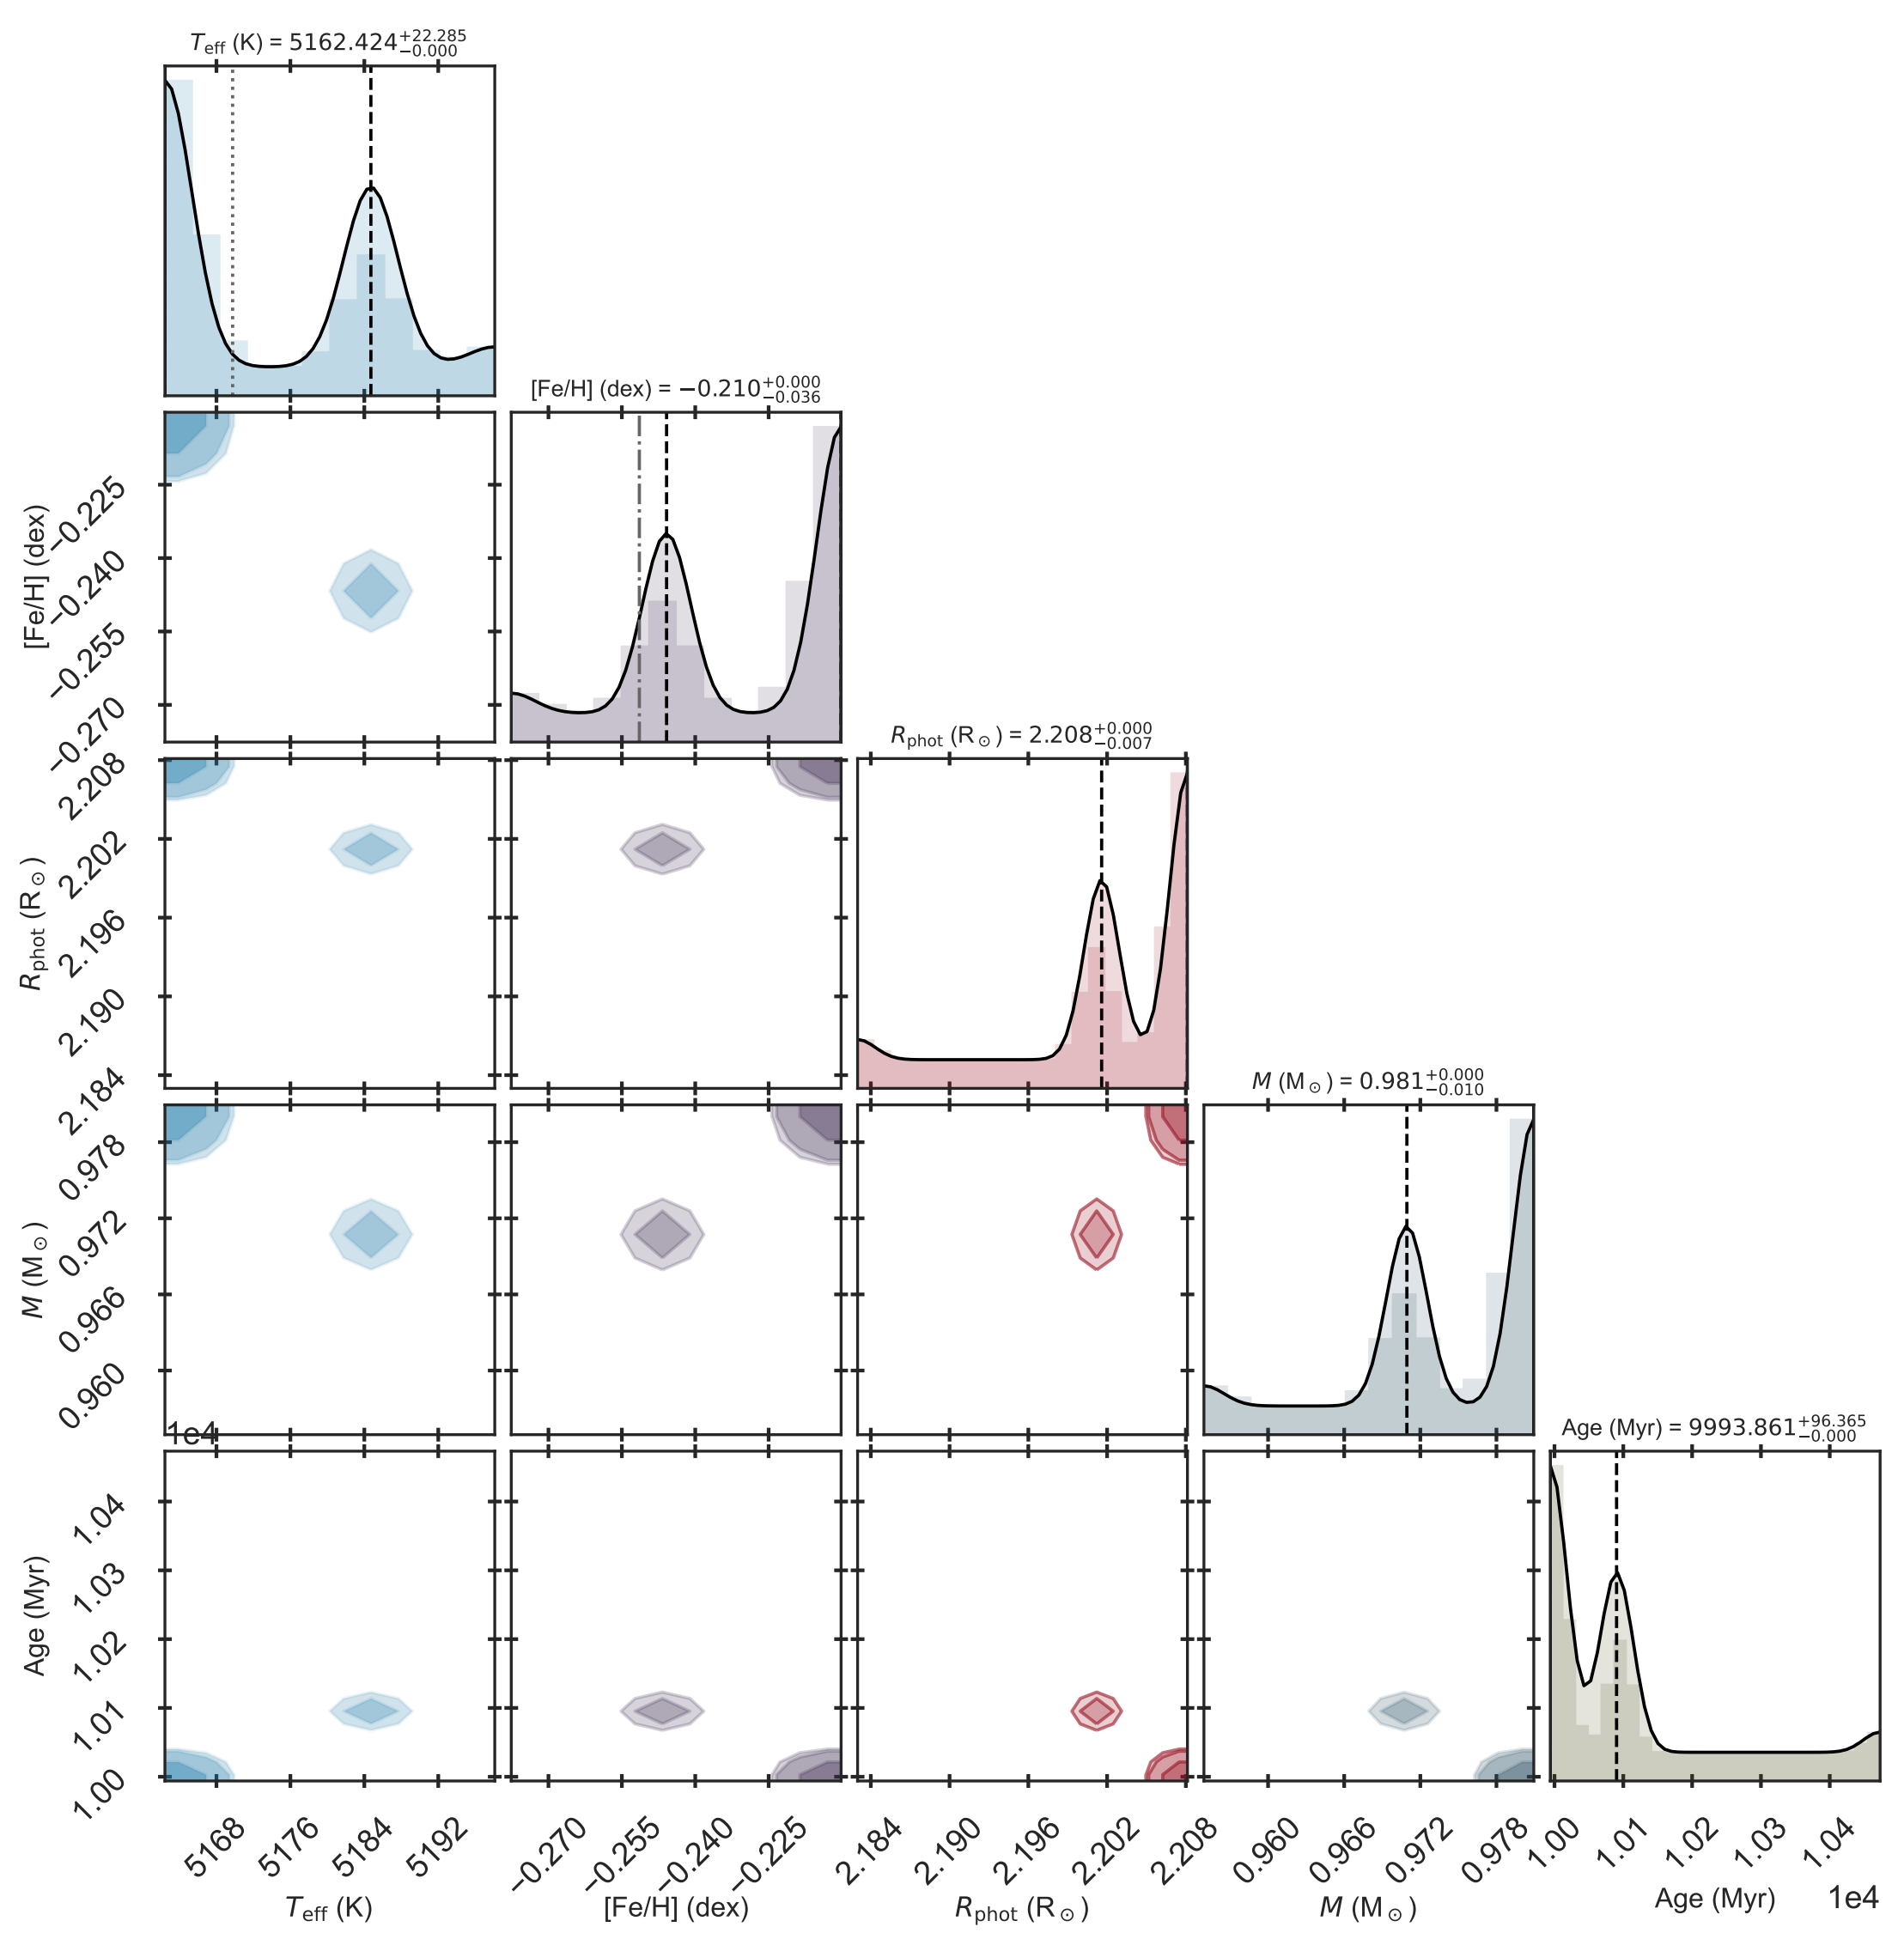 T_eff (K) = 5162.424 +22.285 −0.000
[Fe/H] (dex) = −0.210 +0.000 −0.036
[Fe/H] (dex)
−0.225
−0.240
−0.255
−0.270
R_phot (R⊙) = 2.208 +0.000 −0.007
R_phot (R⊙)
2.208
2.202
2.196
2.190
2.184
M (M⊙) = 0.981 +0.000 −0.010
M (M⊙)
0.978
0.972
0.966
0.960
Age (Myr) = 9993.861 +96.365 −0.000
1e4
Age (Myr)
1.04
1.03
1.02
1.01
1.00
5168 5176 5184 5192 −0.270 −0.255 −0.240 −0.225 2.184 2.190 2.196 2.202 2.208 0.960 0.966 0.972 0.978 1.00 1.01 1.02 1.03 1.04
T_eff (K) [Fe/H] (dex) R_phot (R⊙) M (M⊙) Age (Myr) 1e4